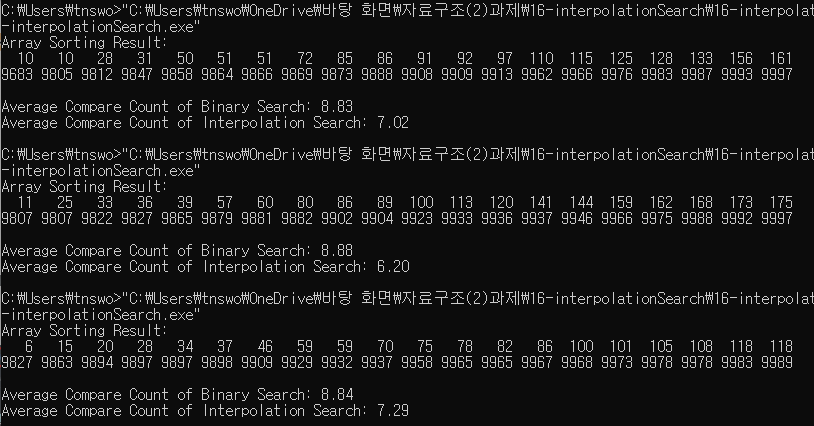 C:\Users\tnswo>"C:\Users\tnswo\OneDrive\바탕 화면\자료구조(2)과제\16-interpolationSearch\16-interpolat
-interpolationSearch.exe"
Array Sorting Result:
10 10 28 31 50 51 51 72 85 86 91 92 97 110 115 125 128 133 156 161
9683 9805 9812 9847 9858 9864 9866 9869 9873 9888 9908 9909 9913 9962 9966 9976 9983 9987 9993 9997
Average Compare Count of Binary Search: 8.83
Average Compare Count of Interpolation Search: 7.02
C:\Users\tnswo>"C:\Users\tnswo\OneDrive\바탕 화면\자료구조(2)과제\16-interpolationSearch\16-interpolat
-interpolationSearch.exe"
Array Sorting Result:
11 25 33 36 39 57 60 80 86 89 100 113 120 141 144 159 162 168 173 175
9807 9807 9822 9827 9865 9879 9881 9882 9902 9904 9923 9933 9936 9937 9946 9966 9975 9988 9992 9997
Average Compare Count of Binary Search: 8.88
Average Compare Count of Interpolation Search: 6.20
C:\Users\tnswo>"C:\Users\tnswo\OneDrive\바탕 화면\자료구조(2)과제\16-interpolationSearch\16-interpolat
-interpolationSearch.exe"
Array Sorting Result:
6 15 20 28 34 37 46 59 59 70 75 78 82 86 100 101 105 108 118 118
9827 9863 9894 9897 9897 9898 9909 9929 9932 9937 9958 9965 9965 9967 9968 9973 9978 9978 9983 9989
Average Compare Count of Binary Search: 8.84
Average Compare Count of Interpolation Search: 7.29